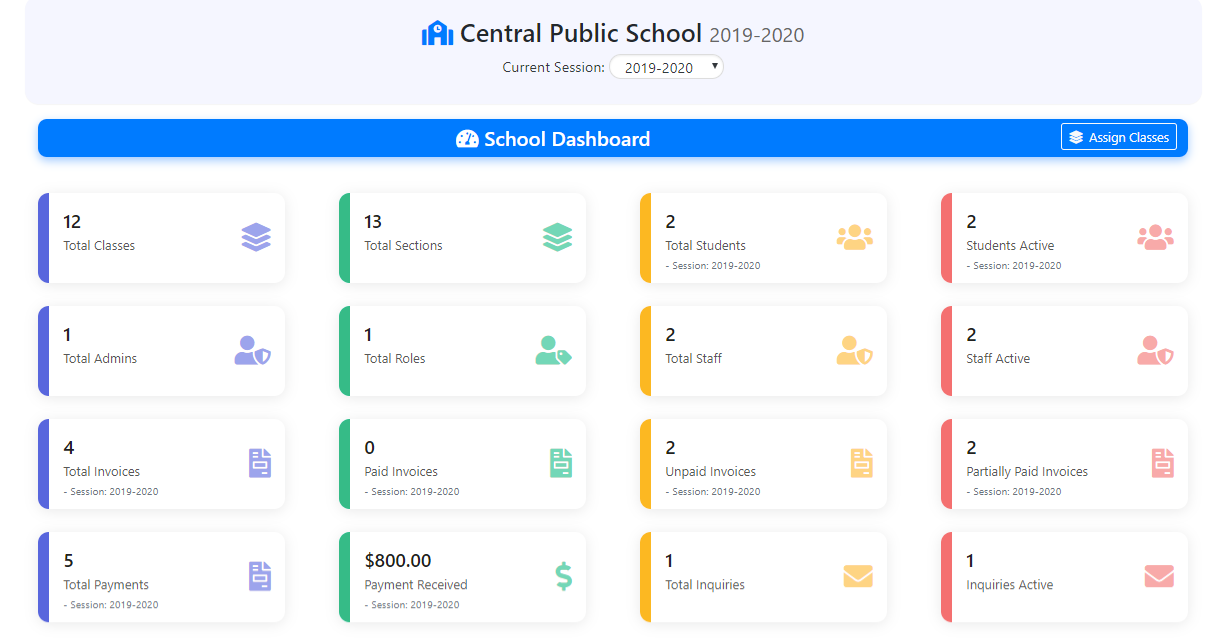 Central Public School 2019-2020
Current Session: 2019-2020
School Dashboard
Assign Classes
12
Total Classes
13
Total Sections
2
Total Students
- Session: 2019-2020
2
Students Active
- Session: 2019-2020
1
Total Admins
1
Total Roles
2
Total Staff
2
Staff Active
4
Total Invoices
- Session: 2019-2020
0
Paid Invoices
- Session: 2019-2020
2
Unpaid Invoices
- Session: 2019-2020
2
Partially Paid Invoices
- Session: 2019-2020
5
Total Payments
- Session: 2019-2020
$800.00
Payment Received
- Session: 2019-2020
1
Total Inquiries
1
Inquiries Active